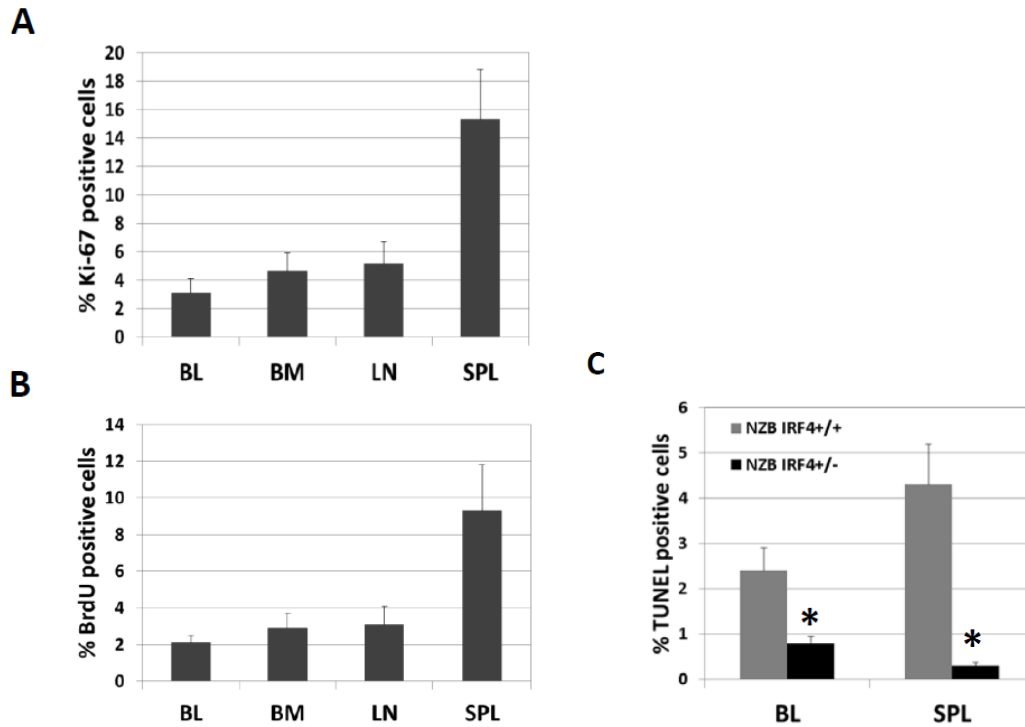 A
20
18
16
14
12
10
8
6
4
2
0
% Ki-67 positive cells
BL BM LN SPL
B
14
12
10
8
6
4
2
0
% BrdU positive cells
BL BM LN SPL
C
6
5
4
3
2
1
0
% TUNEL positive cells
NZB IRF4+/+
NZB IRF4+/-
*
*
BL SPL